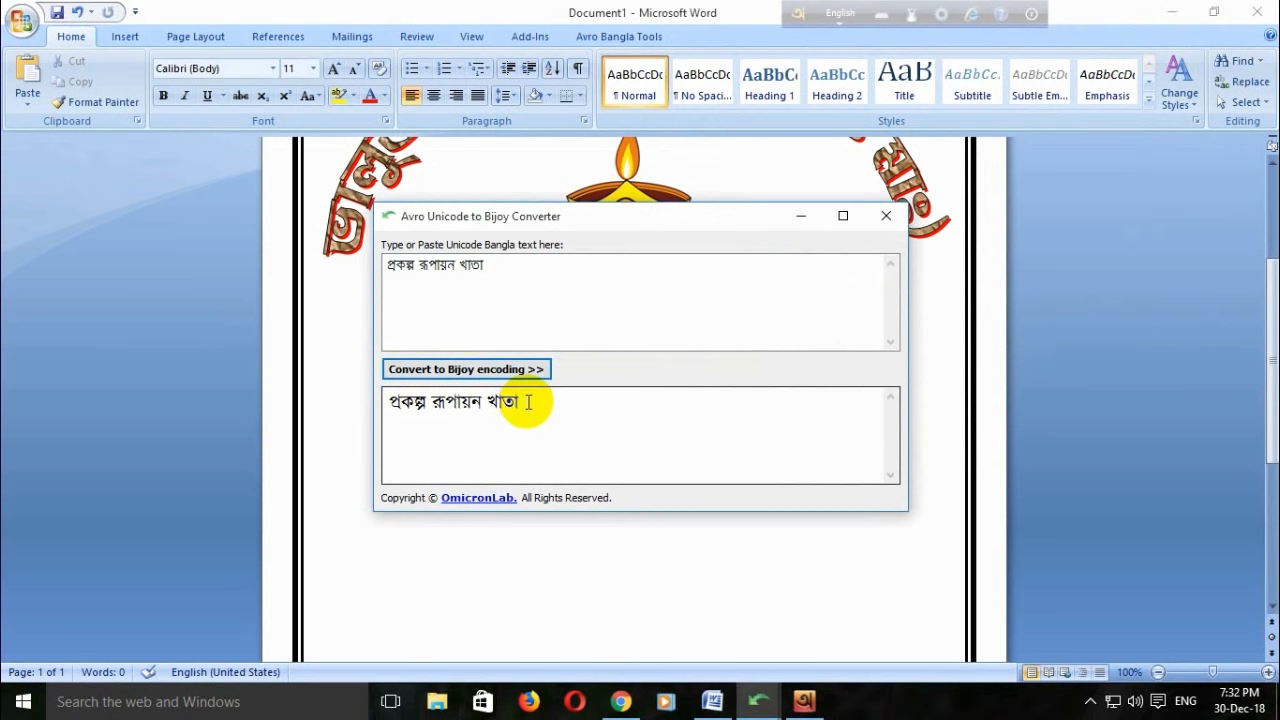 Document1 - Microsoft Word
English
Home Insert Page Layout References Mailings Review View Add-Ins Avro Bangla Tools
Paste
Cut
Copy
Format Painter
Clipboard
Calibri (Body) 11
Font
Paragraph
AaBbCcDc AaBbCcDc AaBbCc AaBbCc AaB AaBbCc. AaBbCcDc AaBbCcDc
¶ Normal ¶ No Spaci... Heading 1 Heading 2 Title Subtitle Subtle Em... Emphasis
Change Styles
Styles
Find
Replace
Select
Editing
Avro Unicode to Bijoy Converter
Type or Paste Unicode Bangla text here:
প্রকল্প রূপায়ন খাতা
Convert to Bijoy encoding >>
প্রকল্প রূপায়ন খাতা
Copyright © OmicronLab. All Rights Reserved.
Page: 1 of 1 Words: 0 English (United States) 100%
Search the web and Windows
ENG
7:32 PM
30-Dec-18